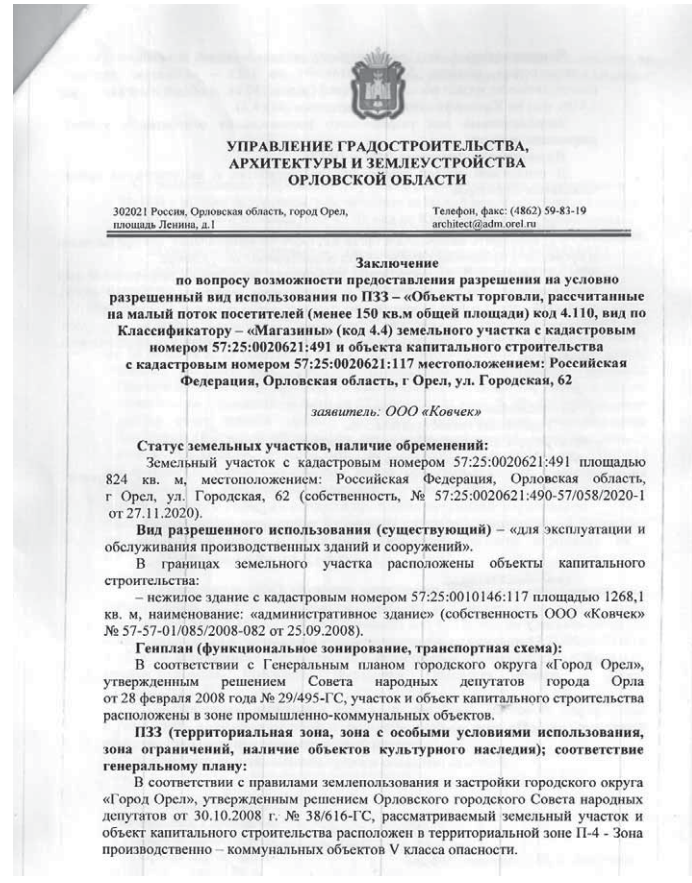 УПРАВЛЕНИЕ ГРАДОСТРОИТЕЛЬСТВА,
АРХИТЕКТУРЫ И ЗЕМЛЕУСТРОЙСТВА
ОРЛОВСКОЙ ОБЛАСТИ
302021 Россия, Орловская область, город Орел,
площадь Ленина, д.1
Телефон, факс: (4862) 59-83-19
architect@adm.orel.ru
Заключение
по вопросу возможности предоставления разрешения на условно
разрешенный вид использования по ПЗЗ – «Объекты торговли, рассчитанные
на малый поток посетителей (менее 150 кв.м общей площади) код 4.110, вид по
Классификатору – «Магазины» (код 4.4) земельного участка с кадастровым
номером 57:25:0020621:491 и объекта капитального строительства
с кадастровым номером 57:25:0020621:117 местоположением: Российская
Федерация, Орловская область, г Орел, ул. Городская, 62
заявитель: ООО «Ковчек»
Статус земельных участков, наличие обременений:
Земельный участок с кадастровым номером 57:25:0020621:491 площадью
824 кв. м, местоположением: Российская Федерация, Орловская область,
г Орел, ул. Городская, 62 (собственность, № 57:25:0020621:490-57/058/2020-1
от 27.11.2020).
Вид разрешенного использования (существующий) – «для эксплуатации и
обслуживания производственных зданий и сооружений».
В границах земельного участка расположены объекты капитального
строительства:
– нежилое здание с кадастровым номером 57:25:0010146:117 площадью 1268,1
кв. м, наименование: «административное здание» (собственность ООО «Ковчек»
№ 57-57-01/085/2008-082 от 25.09.2008).
Генплан (функциональное зонирование, транспортная схема):
В соответствии с Генеральным планом городского округа «Город Орел»,
утвержденным решением Совета народных депутатов города Орла
от 28 февраля 2008 года № 29/495-ГС, участок и объект капитального строительства
расположены в зоне промышленно-коммунальных объектов.
ПЗЗ (территориальная зона, зона с особыми условиями использования,
зона ограничений, наличие объектов культурного наследия); соответствие
генеральному плану:
В соответствии с правилами землепользования и застройки городского округа
«Город Орел», утвержденным решением Орловского городского Совета народных
депутатов от 30.10.2008 г. № 38/616-ГС, рассматриваемый земельный участок и
объект капитального строительства расположен в территориальной зоне П-4 - Зона
производственно – коммунальных объектов V класса опасности.